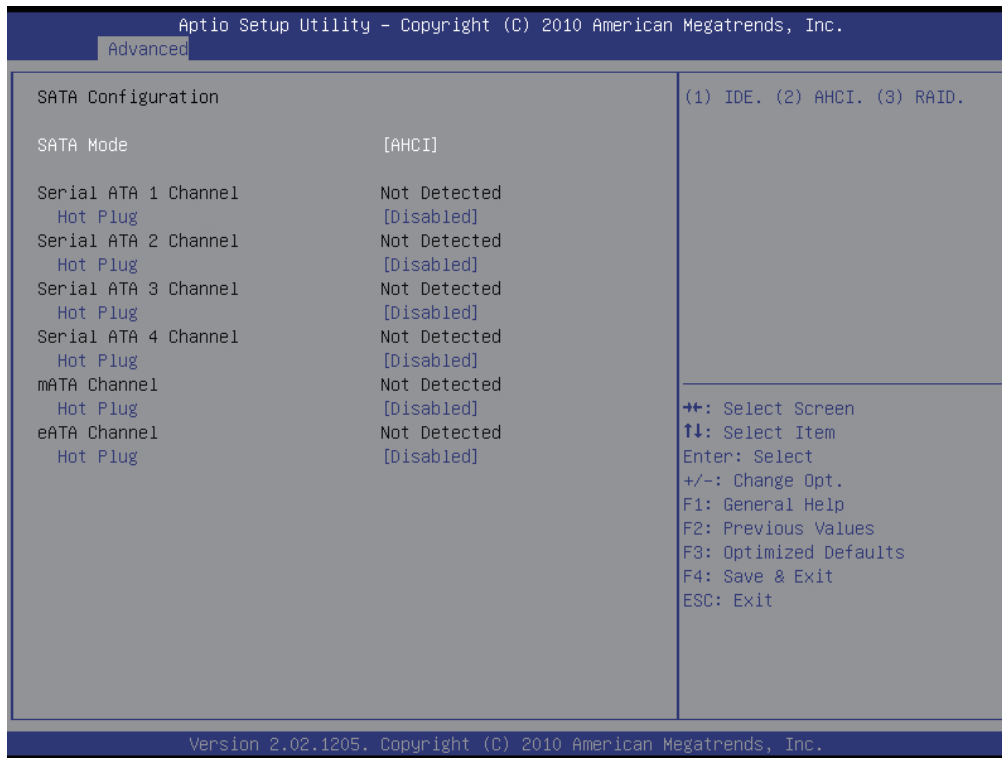 Aptio Setup Utility – Copyright (C) 2010 American Megatrends, Inc.
Advanced
SATA Configuration
SATA Mode [AHCI]
Serial ATA 1 Channel Not Detected
Hot Plug [Disabled]
Serial ATA 2 Channel Not Detected
Hot Plug [Disabled]
Serial ATA 3 Channel Not Detected
Hot Plug [Disabled]
Serial ATA 4 Channel Not Detected
Hot Plug [Disabled]
mATA Channel Not Detected
Hot Plug [Disabled]
eATA Channel Not Detected
Hot Plug [Disabled]
(1) IDE. (2) AHCI. (3) RAID.
→←: Select Screen
↑↓: Select Item
Enter: Select
+/-: Change Opt.
F1: General Help
F2: Previous Values
F3: Optimized Defaults
F4: Save & Exit
ESC: Exit
Version 2.02.1205. Copyright (C) 2010 American Megatrends, Inc.